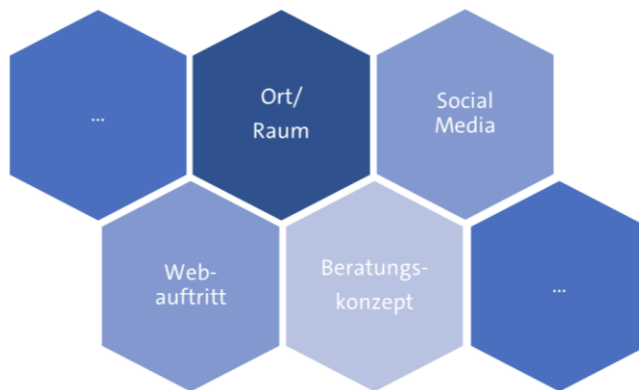 ...
Ort/
Raum
Social
Media
Web-
auftritt
Beratungs-
konzept
...